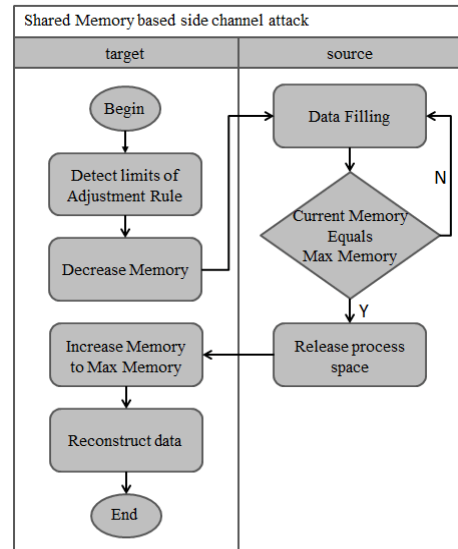 Shared Memory based side channel attack
target
source
Begin
Detect limits of
Adjustment Rule
Decrease Memory
Data Filling
N
Current Memory
Equals
Max Memory
Y
Increase Memory
to Max Memory
Release process
space
Reconstruct data
End